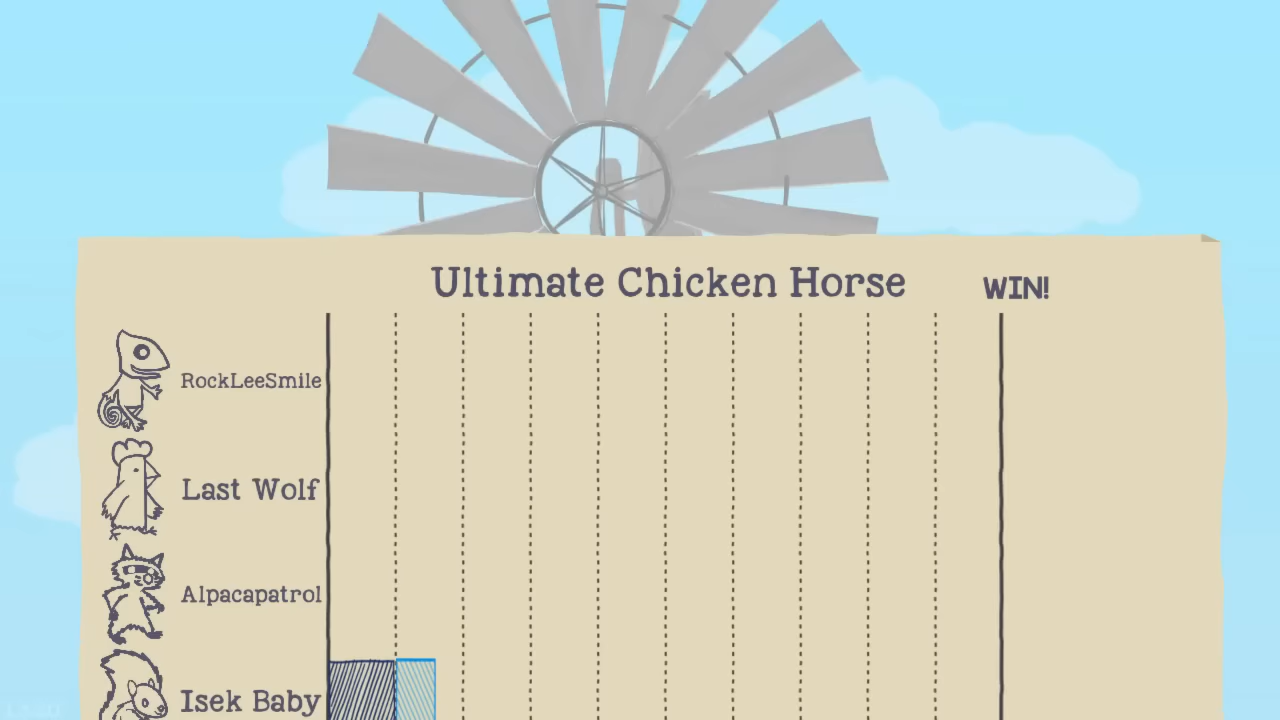 Ultimate Chicken Horse
WIN!
RockLeeSmile
Last Wolf
Alpacapatrol
Isek Baby